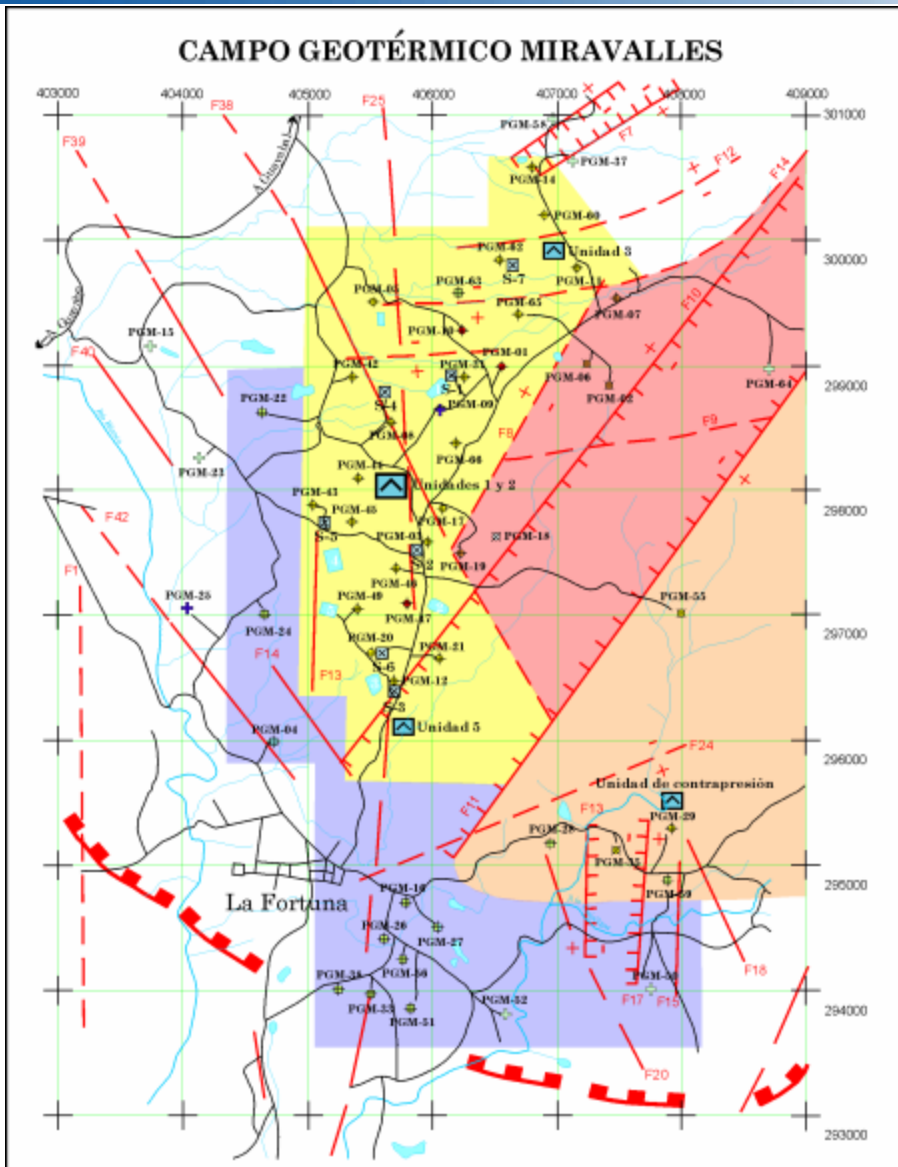 CAMPO GEOTÉRMICO MIRAVALLES
403000 404000 405000 406000 407000 408000 409000
301000
F38
F25
PGM-58
F7
F39
A Guayabal
PGM-37
F12
F14
PGM-14
PGM-60
PGM-62
Unidad 3
300000
S-7
PGM-11
PGM-05
PGM-63
PGM-65
F10
PGM-07
PGM-10
PGM-15
F40
PGM-42
PGM-31
PGM-01
PGM-06
PGM-02
PGM-64
299000
S-1
S-4
PGM-09
PGM-22
PGM-08
F8
F9
PGM-66
PGM-23
PGM-44
Unidades 1 y 2
PGM-43
298000
F42
PGM-45
PGM-17
S-5
PGM-03
PGM-18
S-2
PGM-19
F1
PGM-46
PGM-25
PGM-49
PGM-47
PGM-55
297000
PGM-24
PGM-20
PGM-21
F14
F13
S-6
PGM-12
S-3
Unidad 5
PGM-04
296000
F24
Unidad de contrapresión
F11
F13
PGM-29
PGM-28
PGM-35
295000
PGM-59
La Fortuna
PGM-16
PGM-26
PGM-27
PGM-56
F18
PGM-38
294000
PGM-33
PGM-51
PGM-52
F17
F15
F20
293000